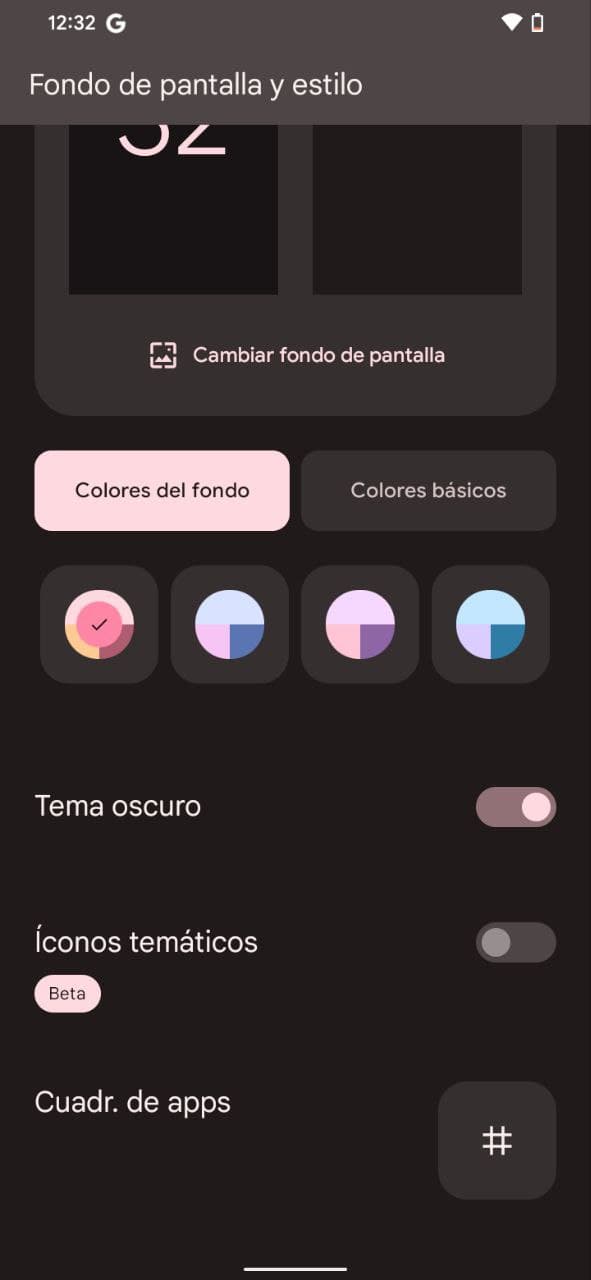 12:32 G
Fondo de pantalla y estilo
32
Cambiar fondo de pantalla
Colores del fondo
Colores básicos
Tema oscuro
Íconos temáticos
Beta
Cuadr. de apps